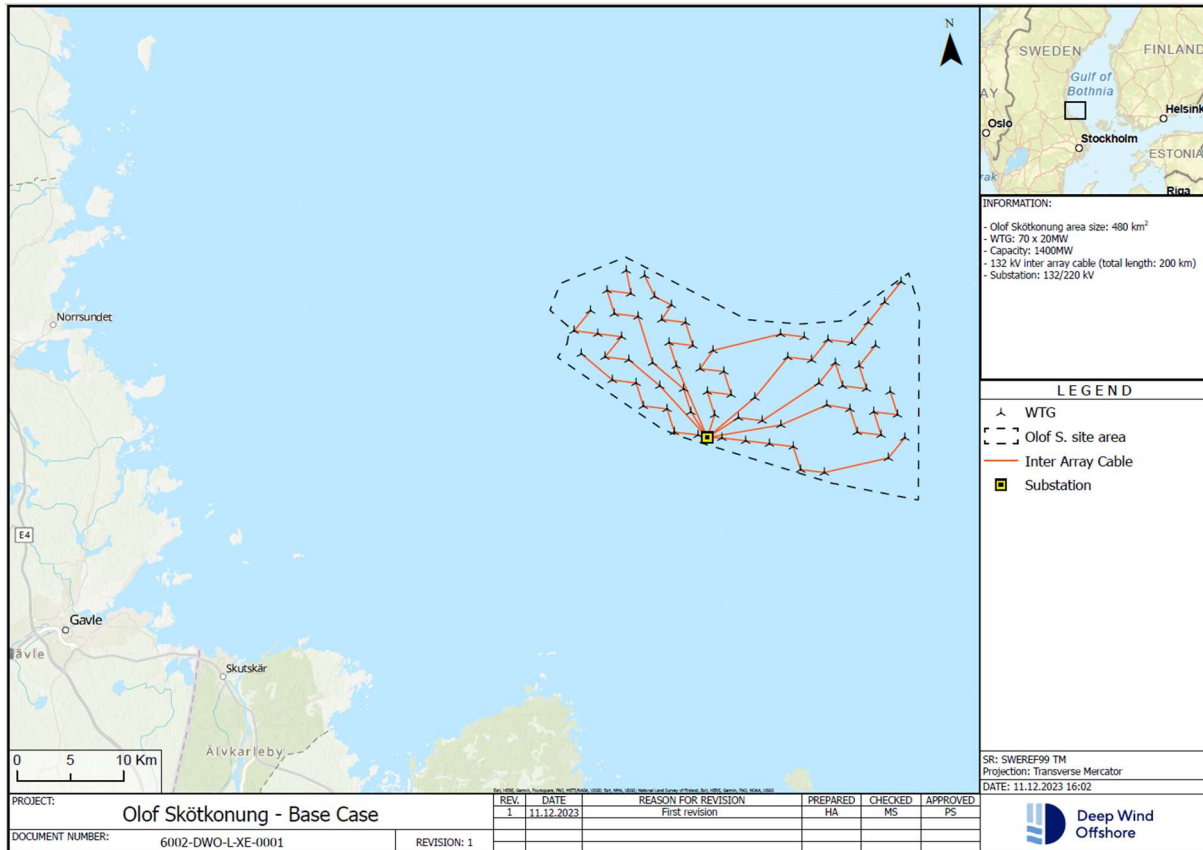 N
SWEDEN
FINLAND
Gulf of
Bothnia
AY
Oslo
Helsink
Stockholm
ESTONIA
rak
Riga
INFORMATION:
- Olof Skötkonung area size: 480 km²
- WTG: 70 x 20MW
- Capacity: 1400MW
- 132 kV inter array cable (total length: 200 km)
- Substation: 132/220 kV
LEGEND
WTG
Olof S. site area
Inter Array Cable
Substation
Norrsundet
E4
Gavle
ävle
Skutskär
Älvkarleby
0 5 10 Km
SR: SWEREF99 TM
Projection: Transverse Mercator
DATE: 11.12.2023 16:02
PROJECT:
Olof Skötkonung - Base Case
DOCUMENT NUMBER:
6002-DWO-L-XE-0001
REVISION: 1
REV. DATE REASON FOR REVISION PREPARED CHECKED APPROVED
1 11.12.2023 First revision HA MS PS
Deep Wind
Offshore